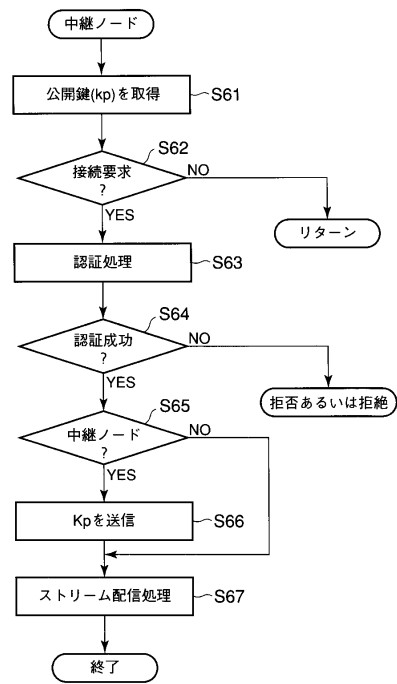 中継ノード
公開鍵(kp)を取得
S61
S62
接続要求
?
NO
YES
リターン
認証処理
S63
S64
認証成功
?
NO
YES
拒否あるいは拒絶
S65
中継ノード
?
NO
YES
Kpを送信
S66
ストリーム配信処理
S67
終了